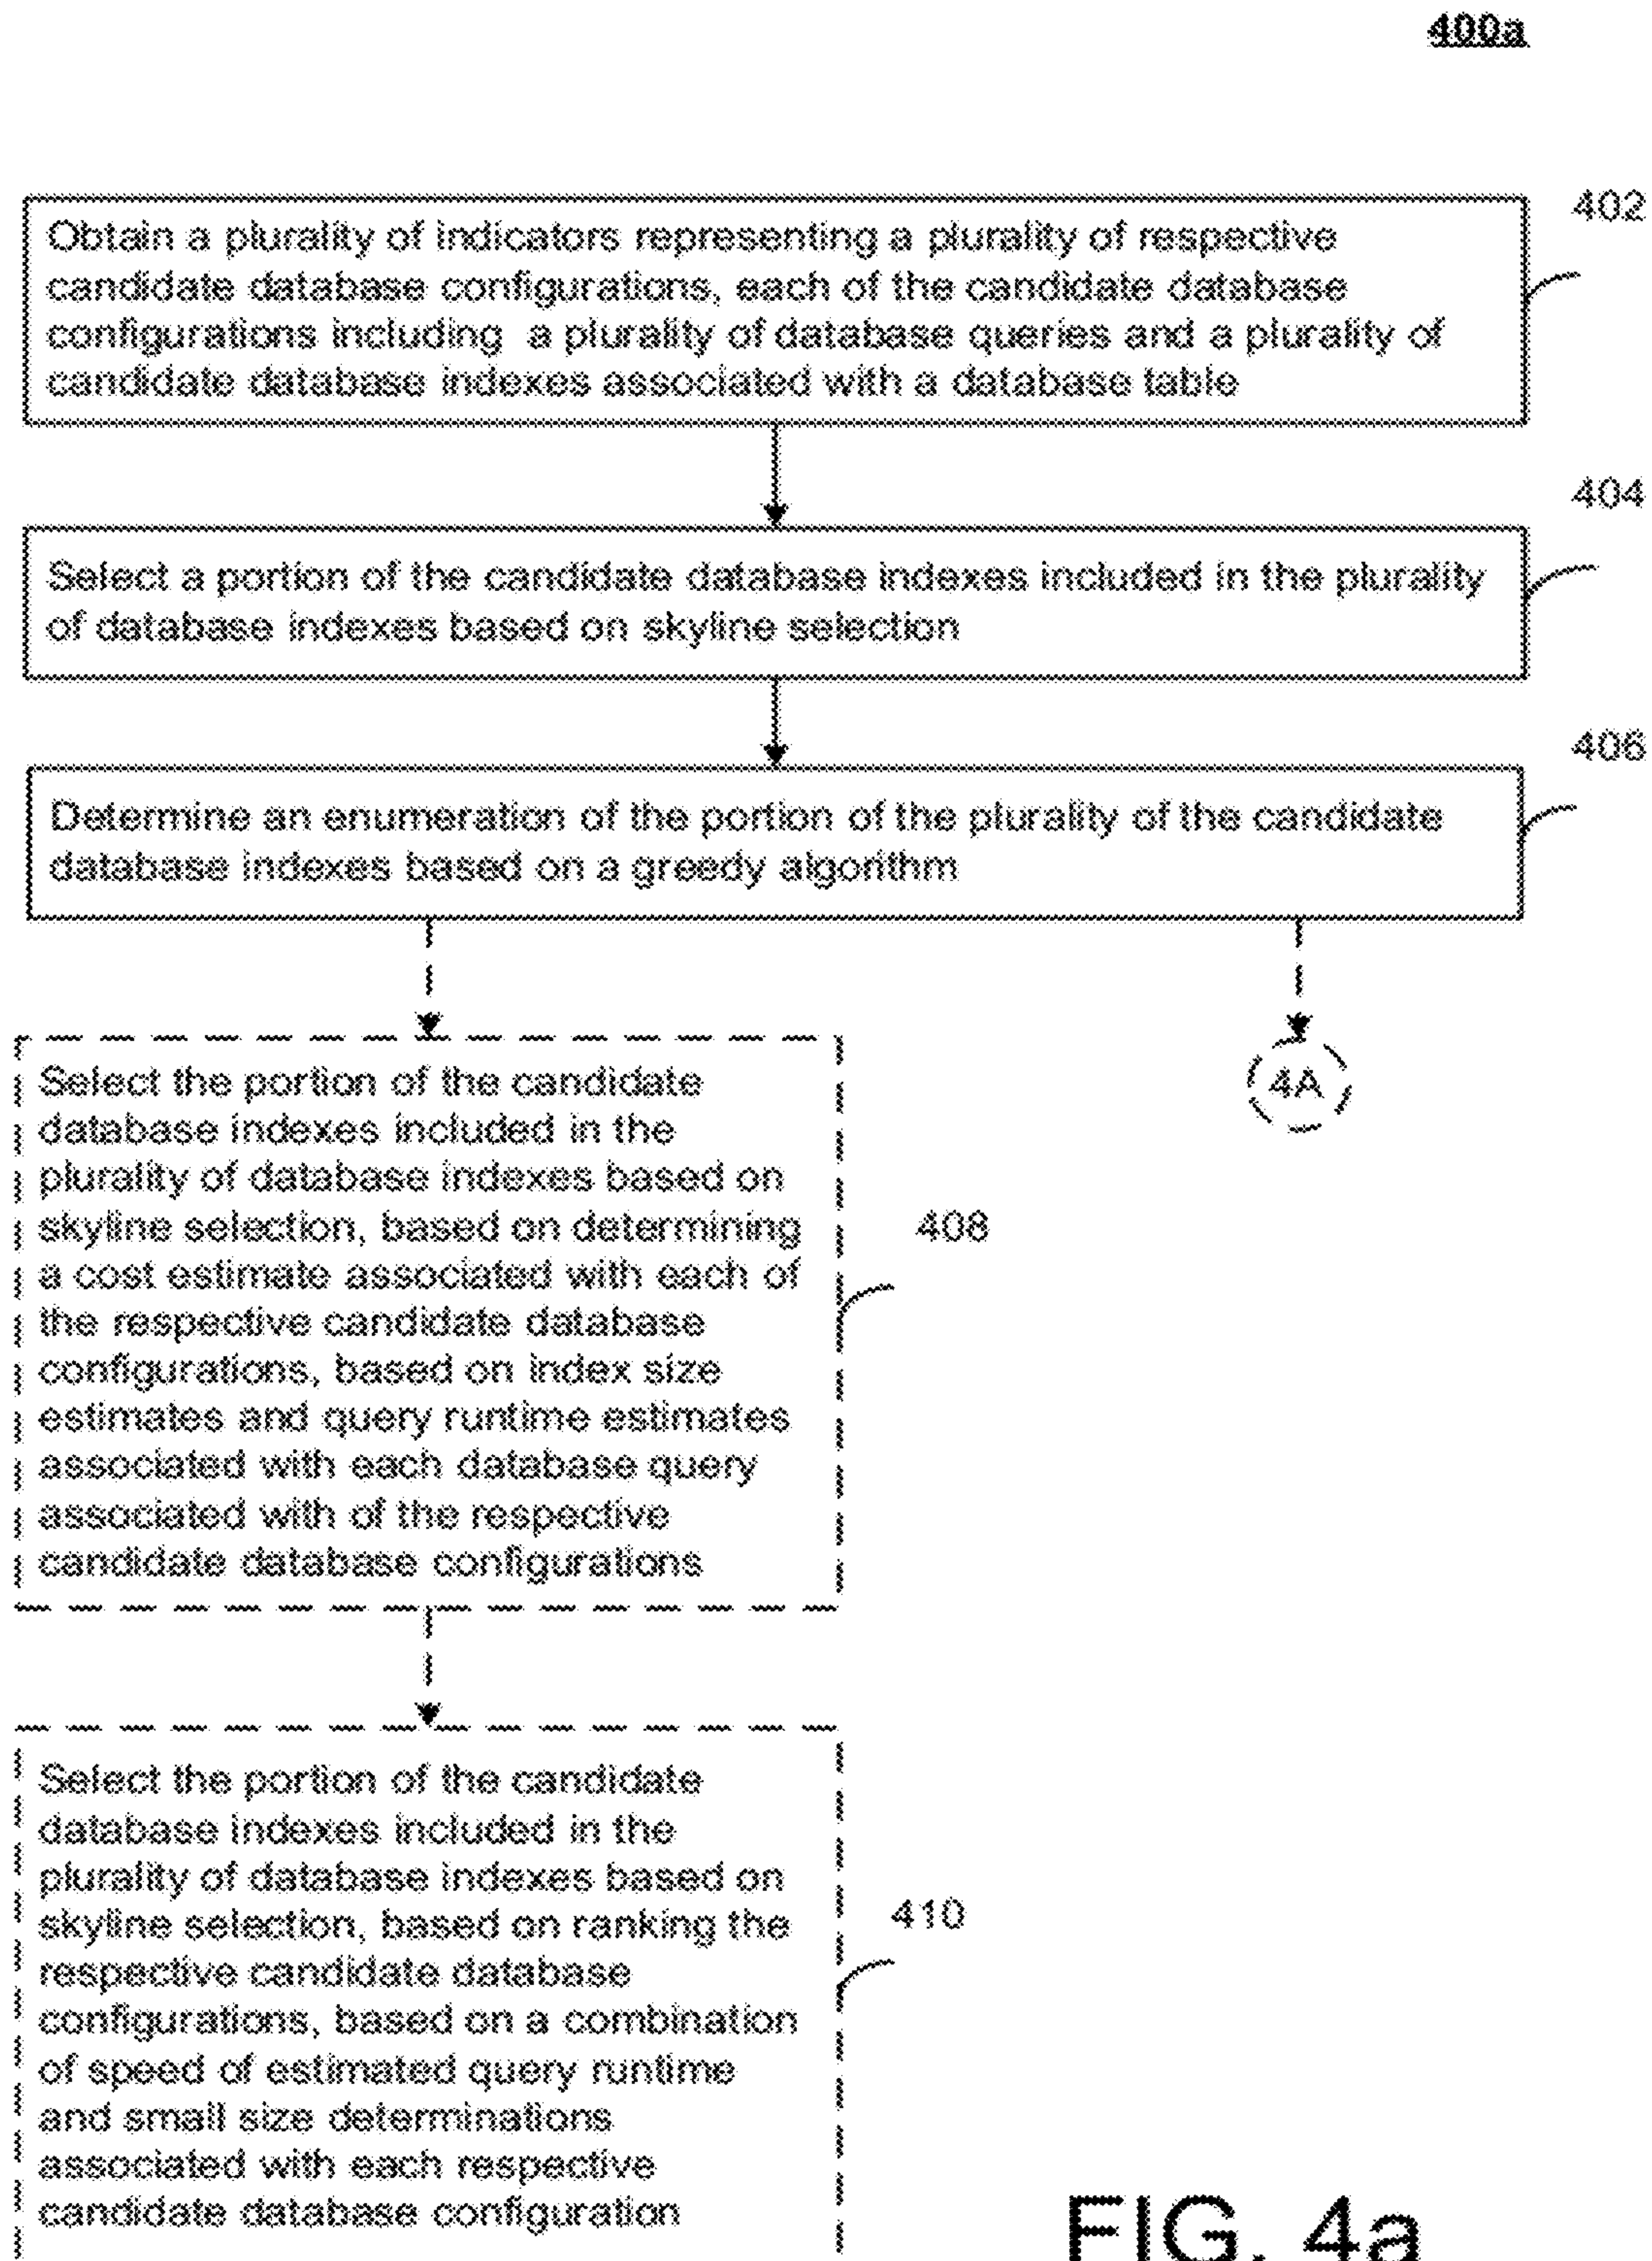 400a
402
Obtain a plurality of indicators representing a plurality of respective
candidate database configurations, each of the candidate database
configurations including a plurality of database queries and a plurality of
candidate database indexes associated with a database table
404
Select a portion of the candidate database indexes included in the plurality
of database indexes based on skyline selection
406
Determine an enumeration of the portion of the plurality of the candidate
database indexes based on a greedy algorithm
4A
Select the portion of the candidate
database indexes included in the
plurality of database indexes based on
skyline selection, based on determining
a cost estimate associated with each of
the respective candidate database
configurations, based on index size
estimates and query runtime estimates
associated with each database query
associated with of the respective
candidate database configurations
408
Select the portion of the candidate
database indexes included in the
plurality of database indexes based on
skyline selection, based on ranking the
respective candidate database
configurations, based on a combination
of speed of estimated query runtime
and small size determinations
associated with each respective
candidate database configuration
410
FIG. 4a